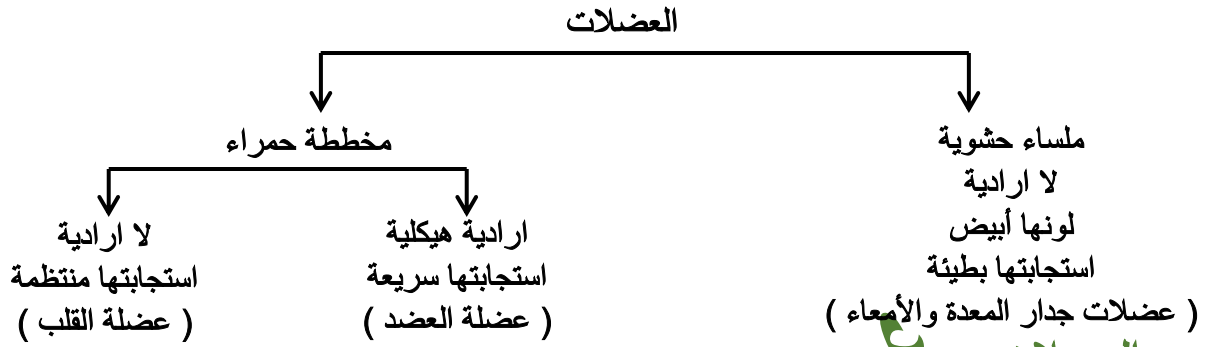 العضلات
ملساء حشوية
لا ارادية
لونها أبيض
استجابتها بطيئة
( عضلات جدار المعدة والأمعاء )
مخططة حمراء
ارادية هيكلية
استجابتها سريعة
( عضلة العضد )
لا ارادية
استجابتها منتظمة
( عضلة القلب )